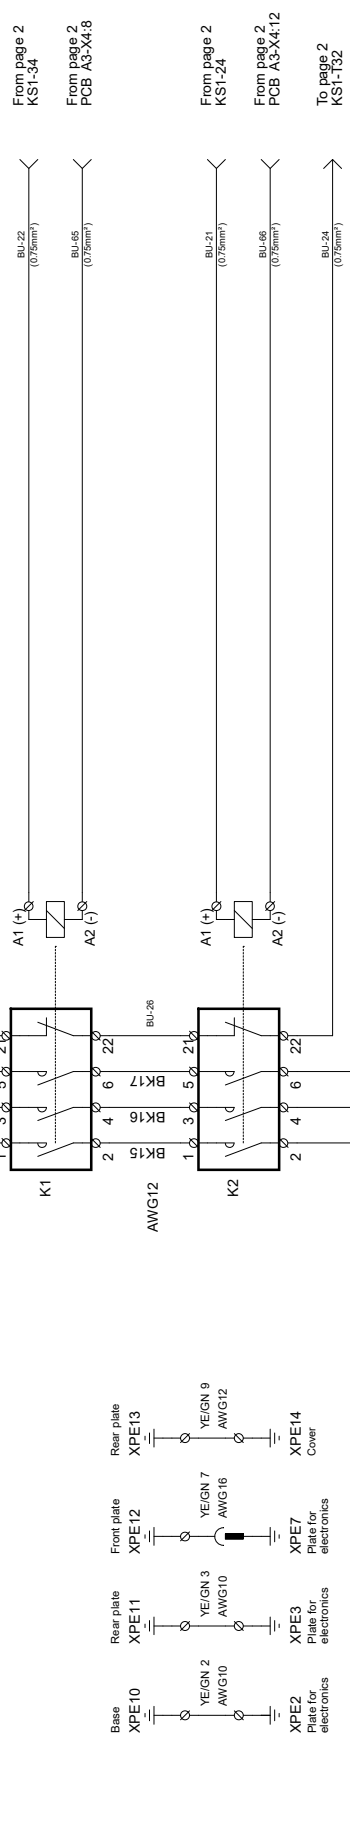 From page 2
KS1-34
From page 2
PCB A3-X4:8
From page 2
KS1-24
From page 2
PCB A3-X4:12
To page 2
KS1-T32
BU-22
(0.75mm²)
BU-65
(0.75mm²)
BU-21
(0.75mm²)
BU-66
(0.75mm²)
BU-24
(0.75mm²)
A1 (+)
A2 (-)
A1 (+)
A2 (-)
BU-26
22
21
22
5
6
BK17
5
6
3
4
BK16
3
4
1
2
BK15
1
2
K1
AWG12
K2
Rear plate
XPE13
YE/GN 9
AWG12
XPE14
Cover
Front plate
XPE12
YE/GN 7
AWG16
XPE7
Plate for
electronics
Rear plate
XPE11
YE/GN 3
AWG10
XPE3
Plate for
electronics
Base
XPE10
YE/GN 2
AWG10
XPE2
Plate for
electronics